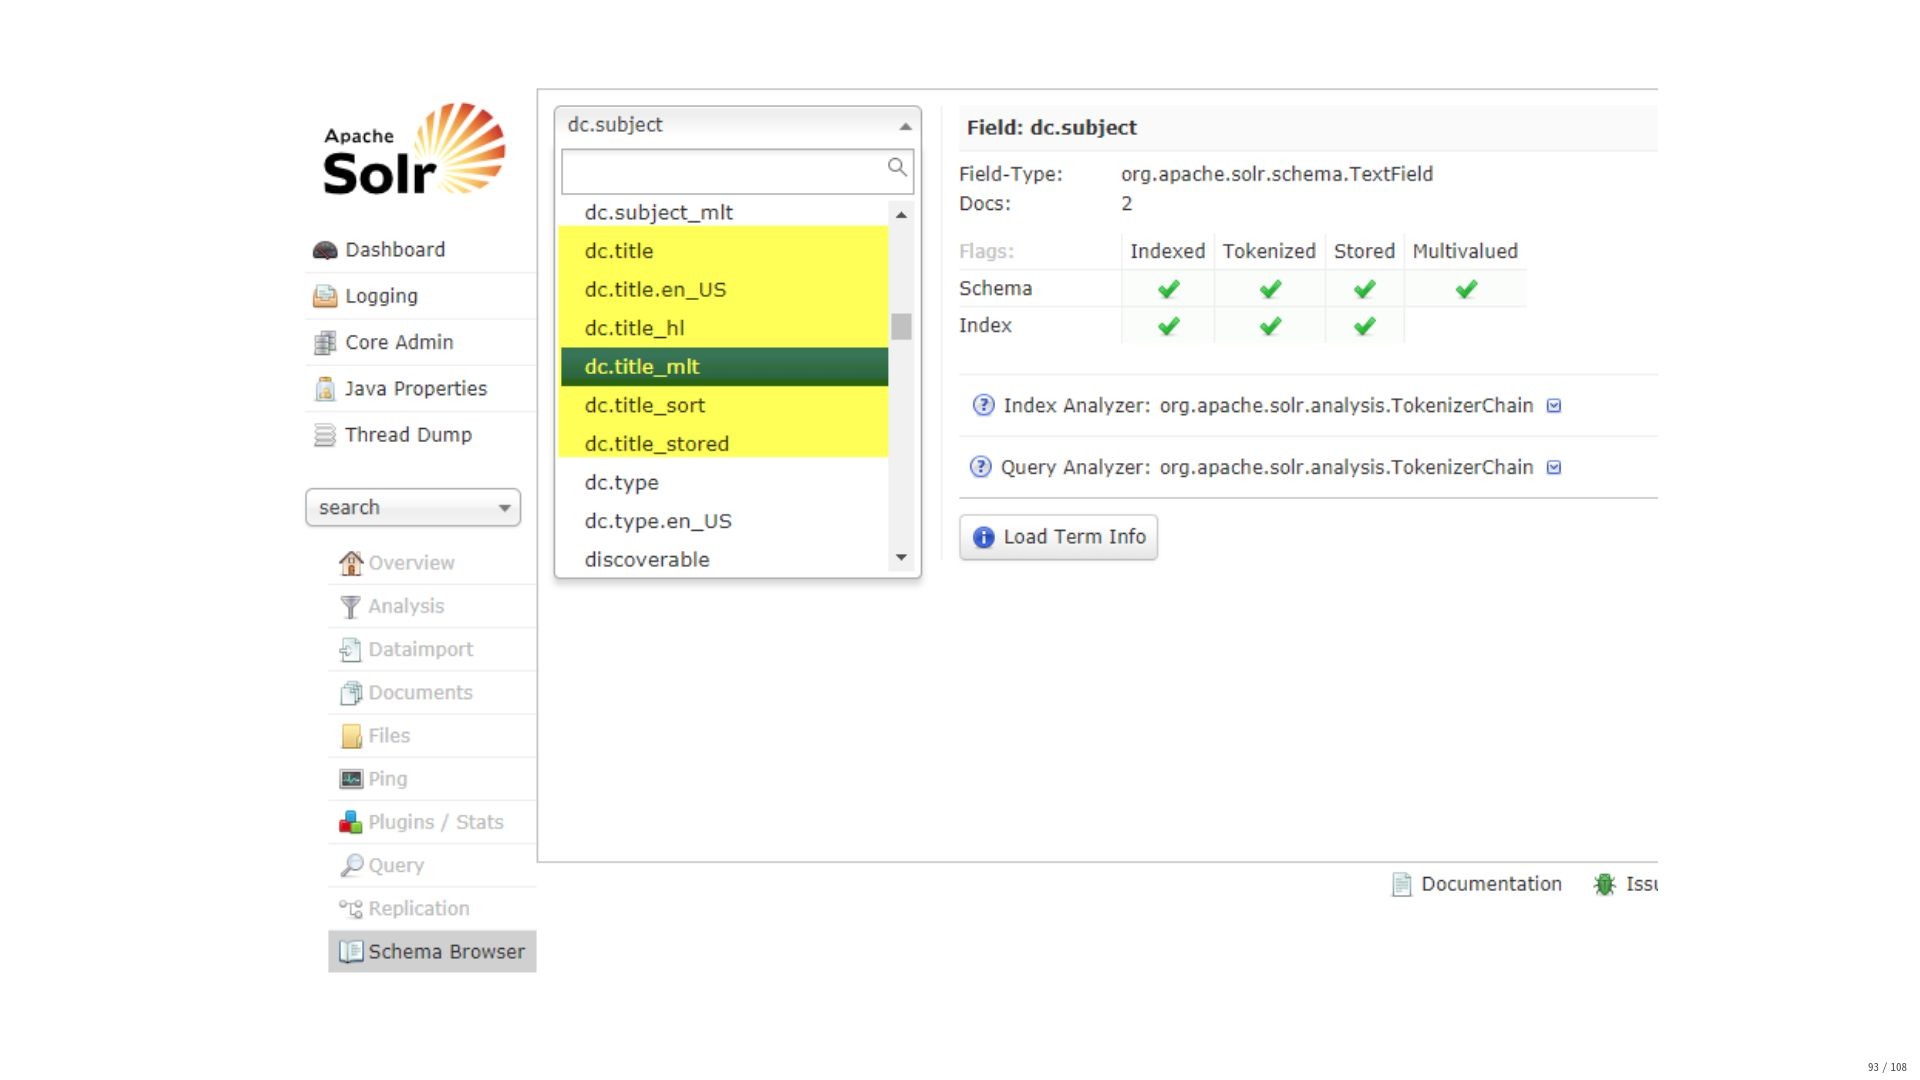 Apache
Solr
Dashboard
Logging
Core Admin
Java Properties
Thread Dump
search
Overview
Analysis
Dataimport
Documents
Files
Ping
Plugins / Stats
Query
Replication
Schema Browser
dc.subject
dc.subject_mlt
dc.title
dc.title.en_US
dc.title_hl
dc.title_mlt
dc.title_sort
dc.title_stored
dc.type
dc.type.en_US
discoverable
Field: dc.subject
Field-Type: org.apache.solr.schema.TextField
Docs: 2
Flags: Indexed Tokenized Stored Multivalued
Schema
Index
Index Analyzer: org.apache.solr.analysis.TokenizerChain
Query Analyzer: org.apache.solr.analysis.TokenizerChain
Load Term Info
Documentation Issu
93 / 108